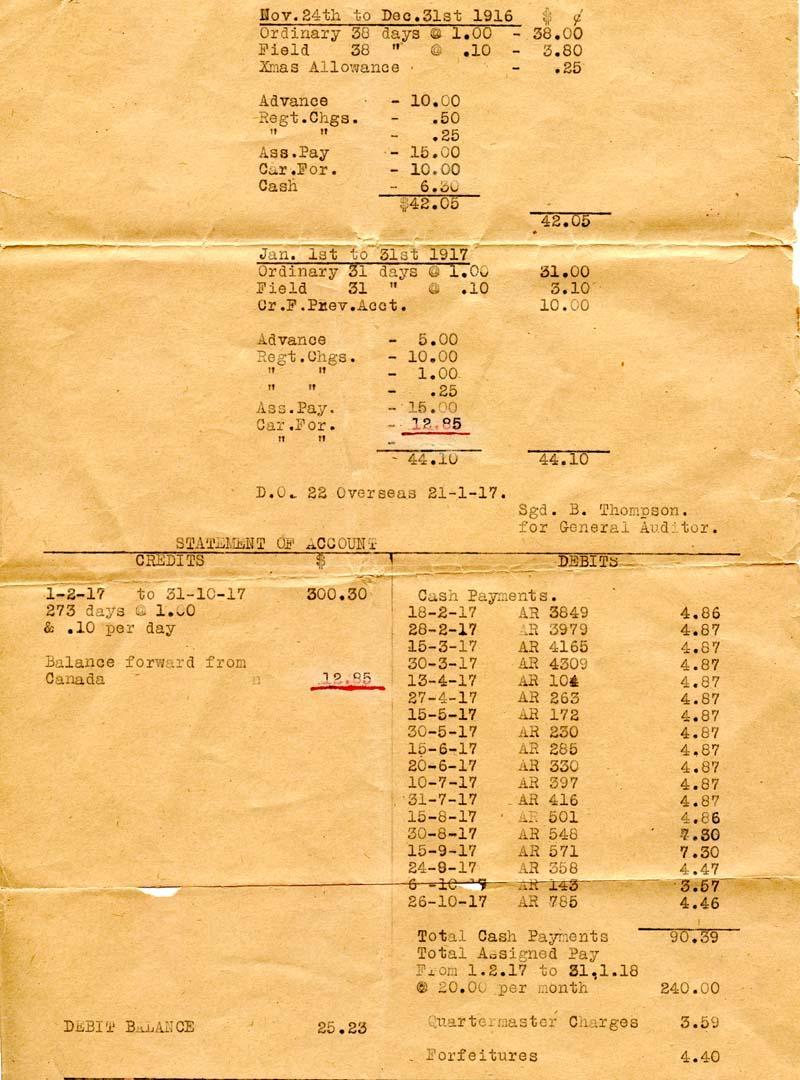 Nov.24th to Dec.31st 1916 $ ¢
Ordinary 38 days @ 1.00 - 38.00
Field 38 " @ .10 - 3.80
Xmas Allowance - .25
Advance - 10.00
Regt.Chgs. - .50
" " - .25
Ass.Pay - 15.00
Car.For. - 10.00
Cash - 6.30
$42.05
42.05
Jan. 1st to 31st 1917
Ordinary 31 days @ 1.00 31.00
Field 31 " @ .10 3.10
Cr.F.Prev.Acct. 10.00
Advance - 5.00
Regt.Chgs. - 10.00
" " - 1.00
" " - .25
Ass.Pay. - 15.00
Car.For. - 12.85
" " -
- 44.10 44.10
D.O. 22 Overseas 21-1-17.
Sgd. B. Thompson.
for General Auditor.
STATEMENT OF ACCOUNT
CREDITS $ DEBITS
1-2-17 to 31-10-17 300.30
273 days @ 1.00
& .10 per day
Balance forward from
Canada 12.85
Cash Payments.
18-2-17 AR 3849 4.86
28-2-17 AR 3979 4.87
15-3-17 AR 4165 4.87
30-3-17 AR 4309 4.87
13-4-17 AR 104 4.87
27-4-17 AR 263 4.87
15-5-17 AR 172 4.87
30-5-17 AR 230 4.87
15-6-17 AR 285 4.87
20-6-17 AR 330 4.87
10-7-17 AR 397 4.87
31-7-17 AR 416 4.87
15-8-17 AR 501 4.86
30-8-17 AR 548 7.30
15-9-17 AR 571 7.30
24-9-17 AR 358 4.47
6 -10-17 AR 143 3.57
26-10-17 AR 785 4.46
Total Cash Payments 90.39
Total Assigned Pay
From 1.2.17 to 31.1.18
@ 20.00 per month 240.00
DEBIT BALANCE 25.23
Quartermaster Charges 3.59
Forfeitures 4.40